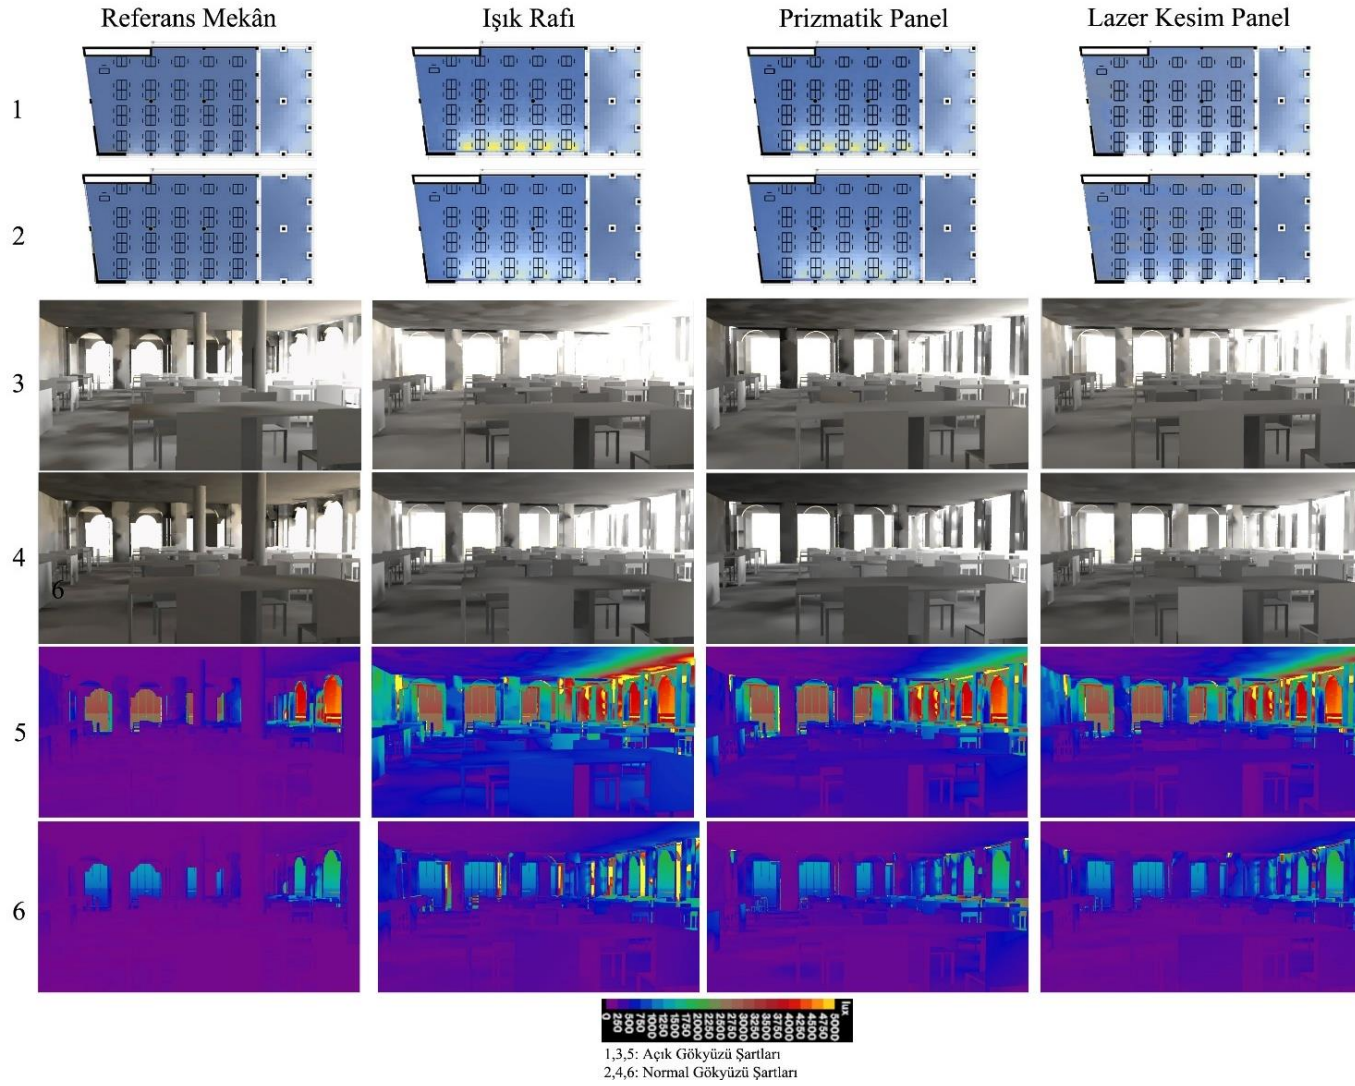 Referans Mekân Işık Rafı Prizmatik Panel Lazer Kesim Panel
1
2
3
4
6
5
6
0 250 500 750 1000 1250 1500 1750 2000 2250 2500 2750 3000 3250 3500 3750 4000 4250 4500 4750 5000 lux
1,3,5: Açık Gökyüzü Şartları
2,4,6: Normal Gökyüzü Şartları